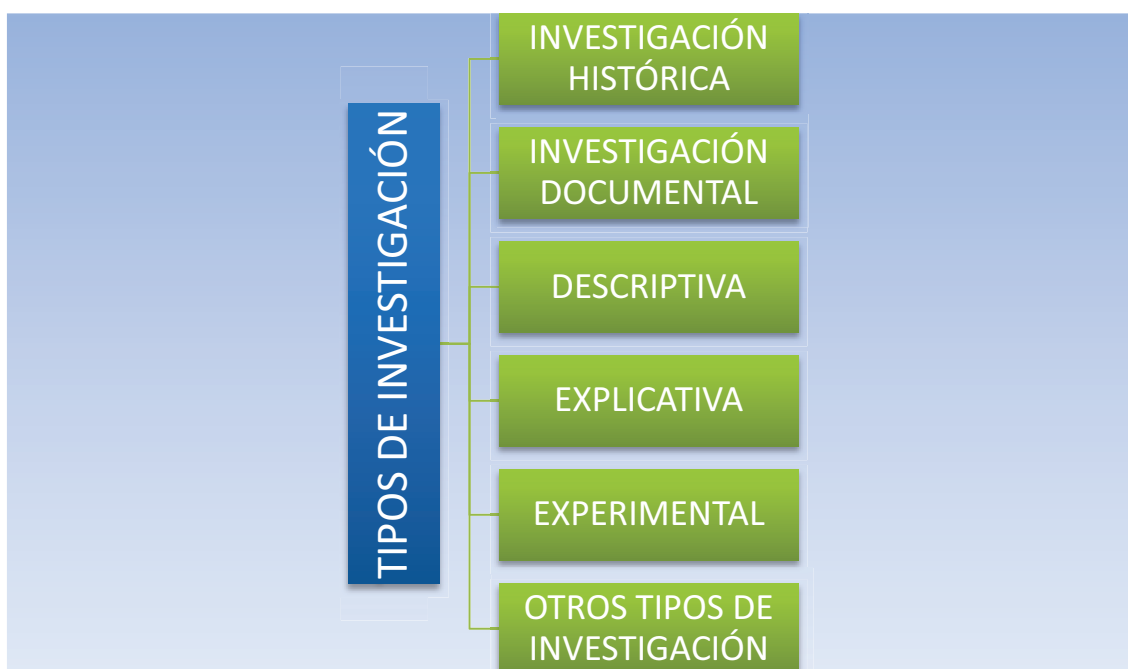 TIPOS DE INVESTIGACIÓN
INVESTIGACIÓN
HISTÓRICA
INVESTIGACIÓN
DOCUMENTAL
DESCRIPTIVA
EXPLICATIVA
EXPERIMENTAL
OTROS TIPOS DE
INVESTIGACIÓN